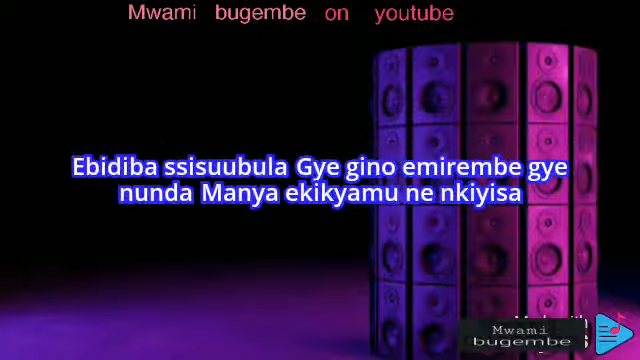 Mwami bugembe on youtube
Ebidiba ssisuubula Gye gino emirembe gye
nunda Manya ekikyamu ne nkiyisa
Mwami
bugembe